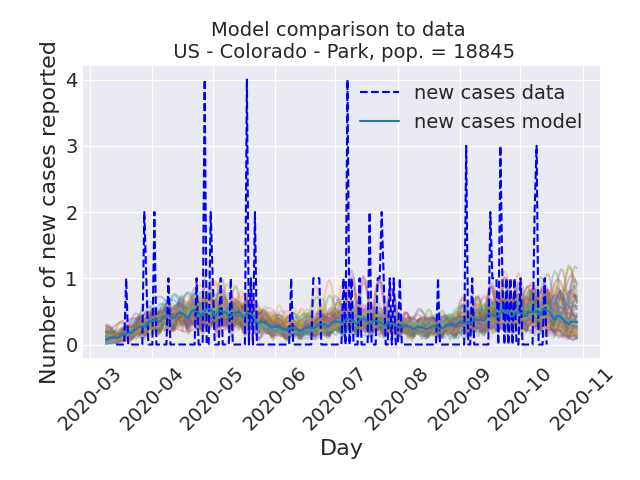 Model comparison to data
US - Colorado - Park, pop. = 18845
Number of new cases reported
4
3
2
1
0
new cases data
new cases model
2020-03
2020-04
2020-05
2020-06
2020-07
2020-08
2020-09
2020-10
2020-11
Day